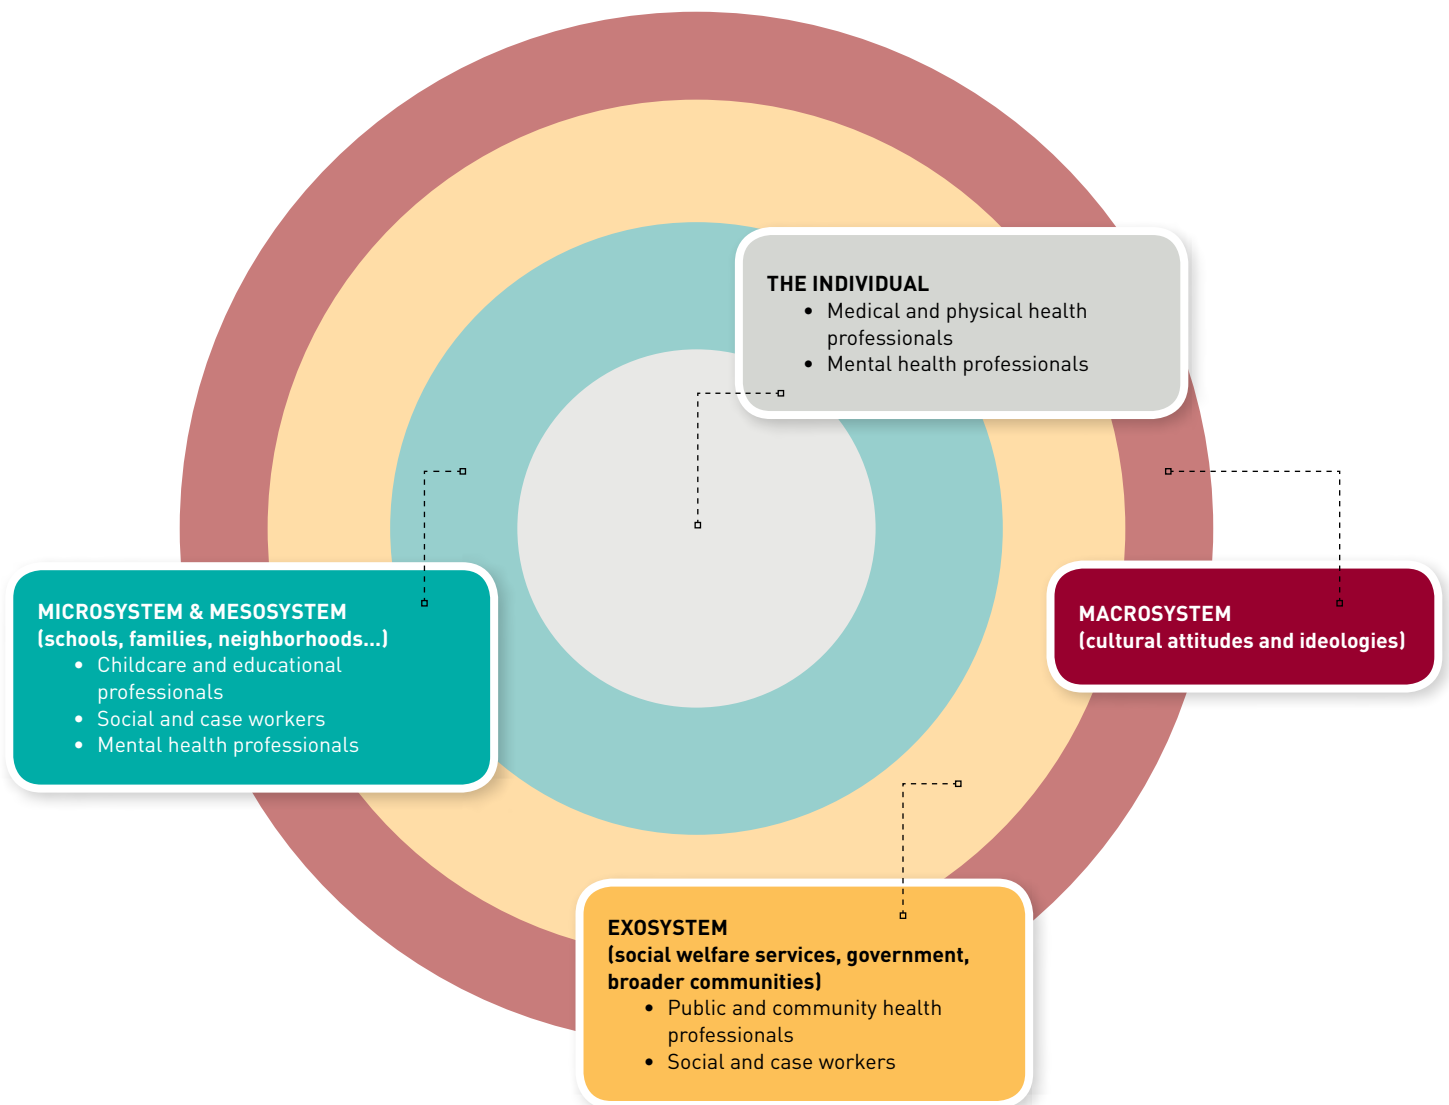 THE INDIVIDUAL
• Medical and physical health
professionals
• Mental health professionals
MICROSYSTEM & MESOSYSTEM
(schools, families, neighborhoods...)
• Childcare and educational
professionals
• Social and case workers
• Mental health professionals
MACROSYSTEM
(cultural attitudes and ideologies)
EXOSYSTEM
(social welfare services, government,
broader communities)
• Public and community health
professionals
• Social and case workers